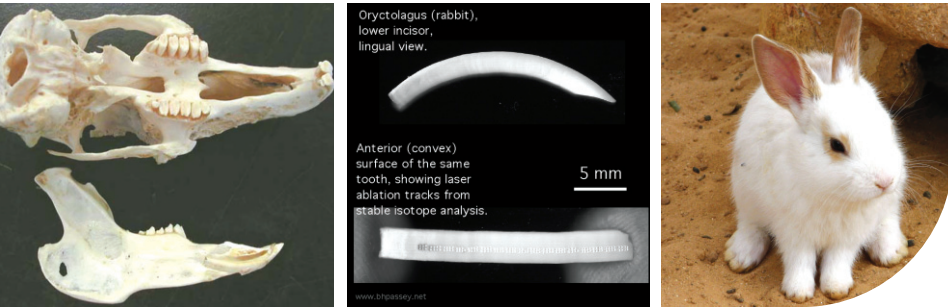 Oryctolagus (rabbit),
lower incisor,
lingual view.
Anterior (convex)
surface of the same
tooth, showing laser
ablation tracks from
stable isotope analysis.
5 mm
www.bhpassey.net